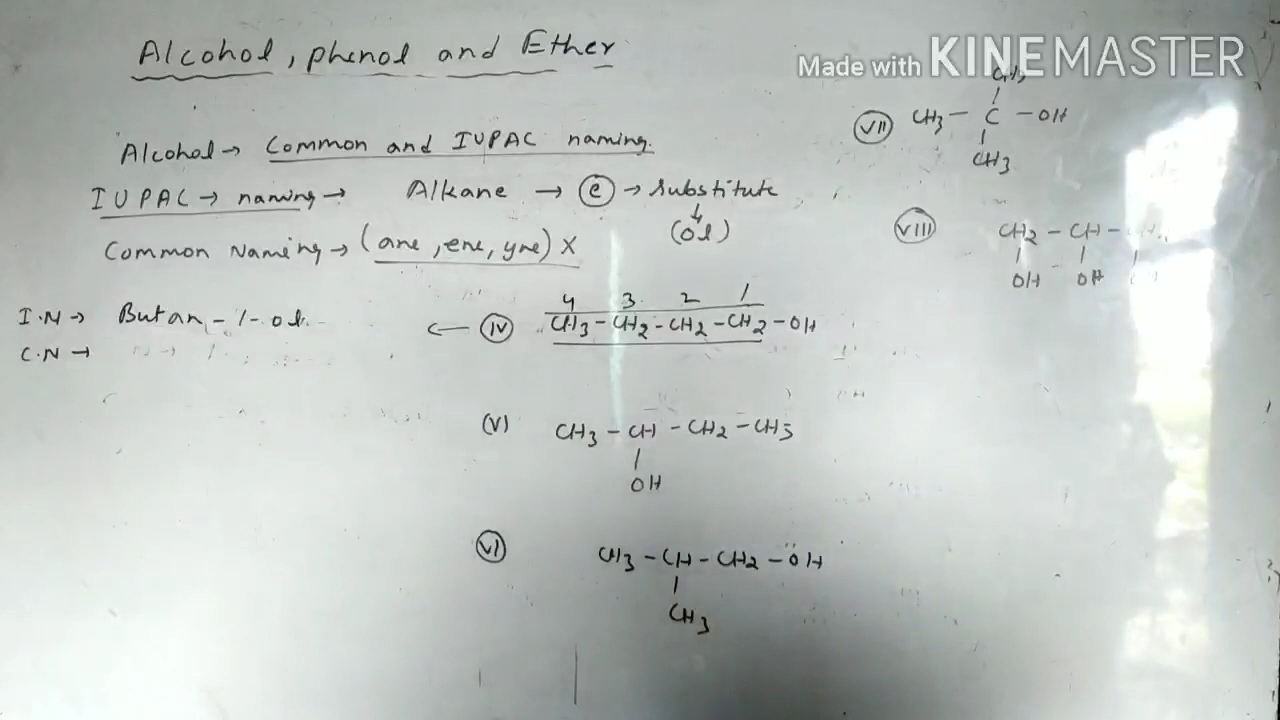 Alcohol, phenol and Ether
Made with KINEMASTER
Alcohol → Common and IUPAC naming.
IUPAC → naming → Alkane → (e) → substitute
↓
(ol)
Common Naming → (ane, ene, yne) X
I.N → Butan-1-ol.
C.N →
← (iv)
4 3 2 1
CH3-CH2-CH2-CH2-OH
(v) CH3-CH-CH2-CH3
|
OH
(vi) CH3-CH-CH2-OH
|
CH3
CH3
|
(vii) CH3-C-OH
|
CH3
(viii) CH2-CH-
| |
OH OH